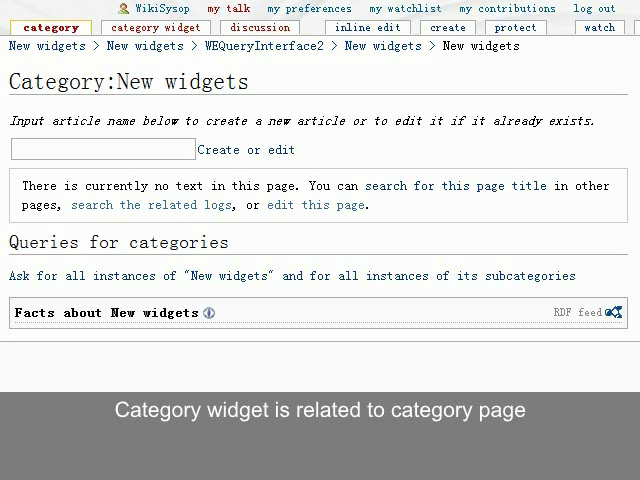 WikiSysop my talk my preferences my watchlist my contributions log out
category category widget discussion inline edit create protect watch
New widgets > New widgets > WEQueryInterface2 > New widgets > New widgets
Category:New widgets
Input article name below to create a new article or to edit it if it already exists.
Create or edit
There is currently no text in this page. You can search for this page title in other
pages, search the related logs, or edit this page.
Queries for categories
Ask for all instances of "New widgets" and for all instances of its subcategories
Facts about New widgets RDF feed
Category widget is related to category page